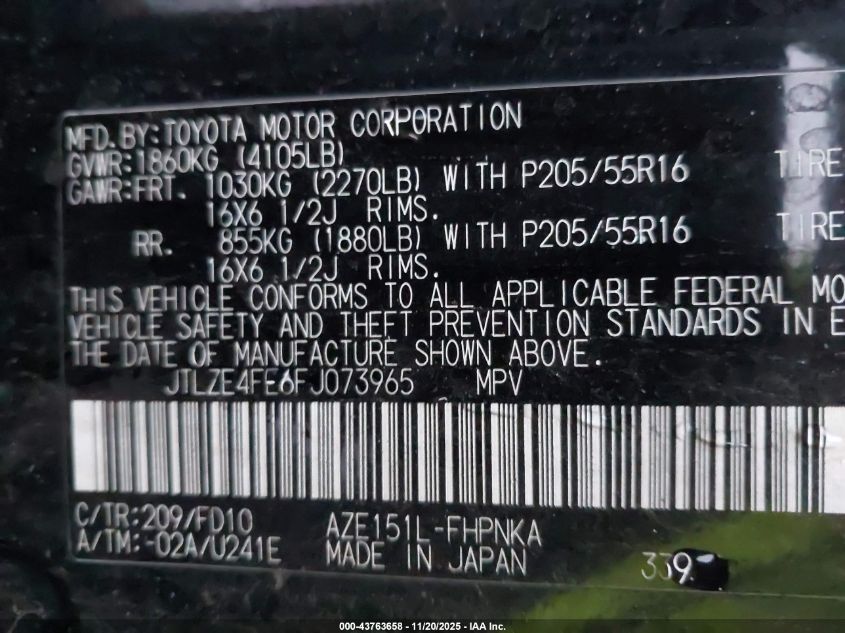 MFD. BY: TOYOTA MOTOR CORPORATION
GVWR: 1860KG (4105LB)
GAWR: FRT. 1030KG (2270LB) WITH P205/55R16 TIRE
16X6 1/2J RIMS.
RR. 855KG (1880LB) WITH P205/55R16 TIRE
16X6 1/2J RIMS.
THIS VEHICLE CONFORMS TO ALL APPLICABLE FEDERAL MO
VEHICLE SAFETY AND THEFT PREVENTION STANDARDS IN E
THE DATE OF MANUFACTURE SHOWN ABOVE.
JTLZE4FE6FJ073965 MPV
C/TR: 209/FD10 AZE151L-FHPNKA
A/TM: -02A/U241E MADE IN JAPAN
339
000-43763658 - 11/20/2025 - IAA Inc.